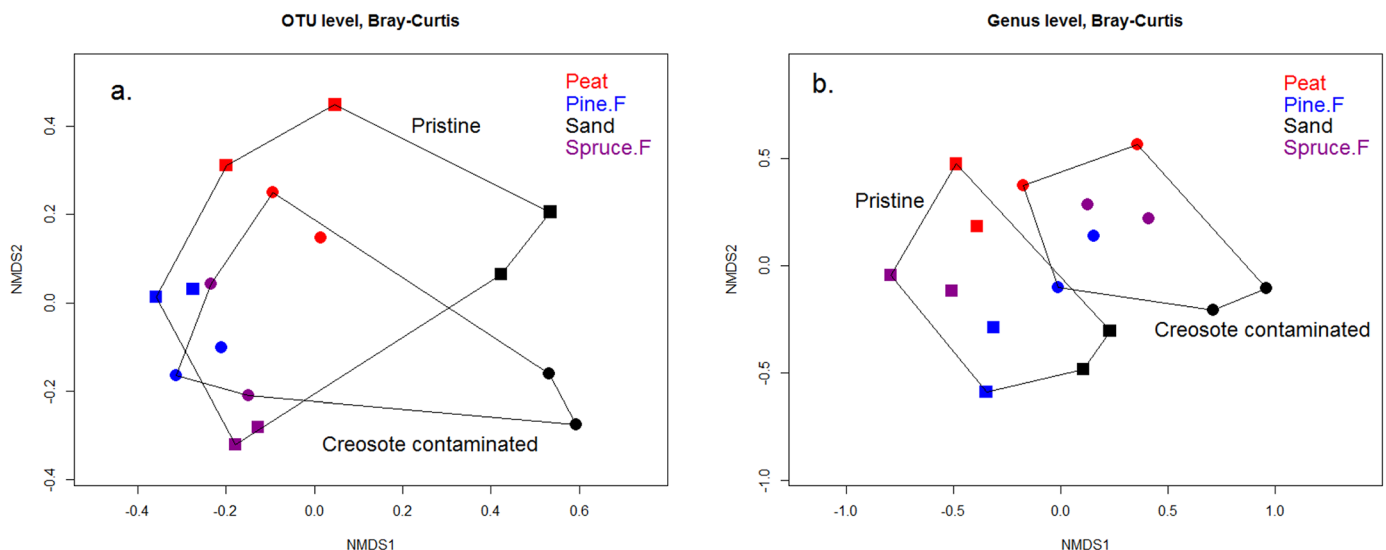 OTU level, Bray-Curtis
a.
Peat
Pine.F
Sand
Spruce.F
Pristine
Creosote contaminated
0.4
0.2
0.0
-0.2
-0.4
NMDS2
-0.4
-0.2
0.0
0.2
0.4
0.6
NMDS1
Genus level, Bray-Curtis
b.
Peat
Pine.F
Sand
Spruce.F
Pristine
Creosote contaminated
0.5
0.0
-0.5
-1.0
NMDS2
-1.0
-0.5
0.0
0.5
1.0
NMDS1